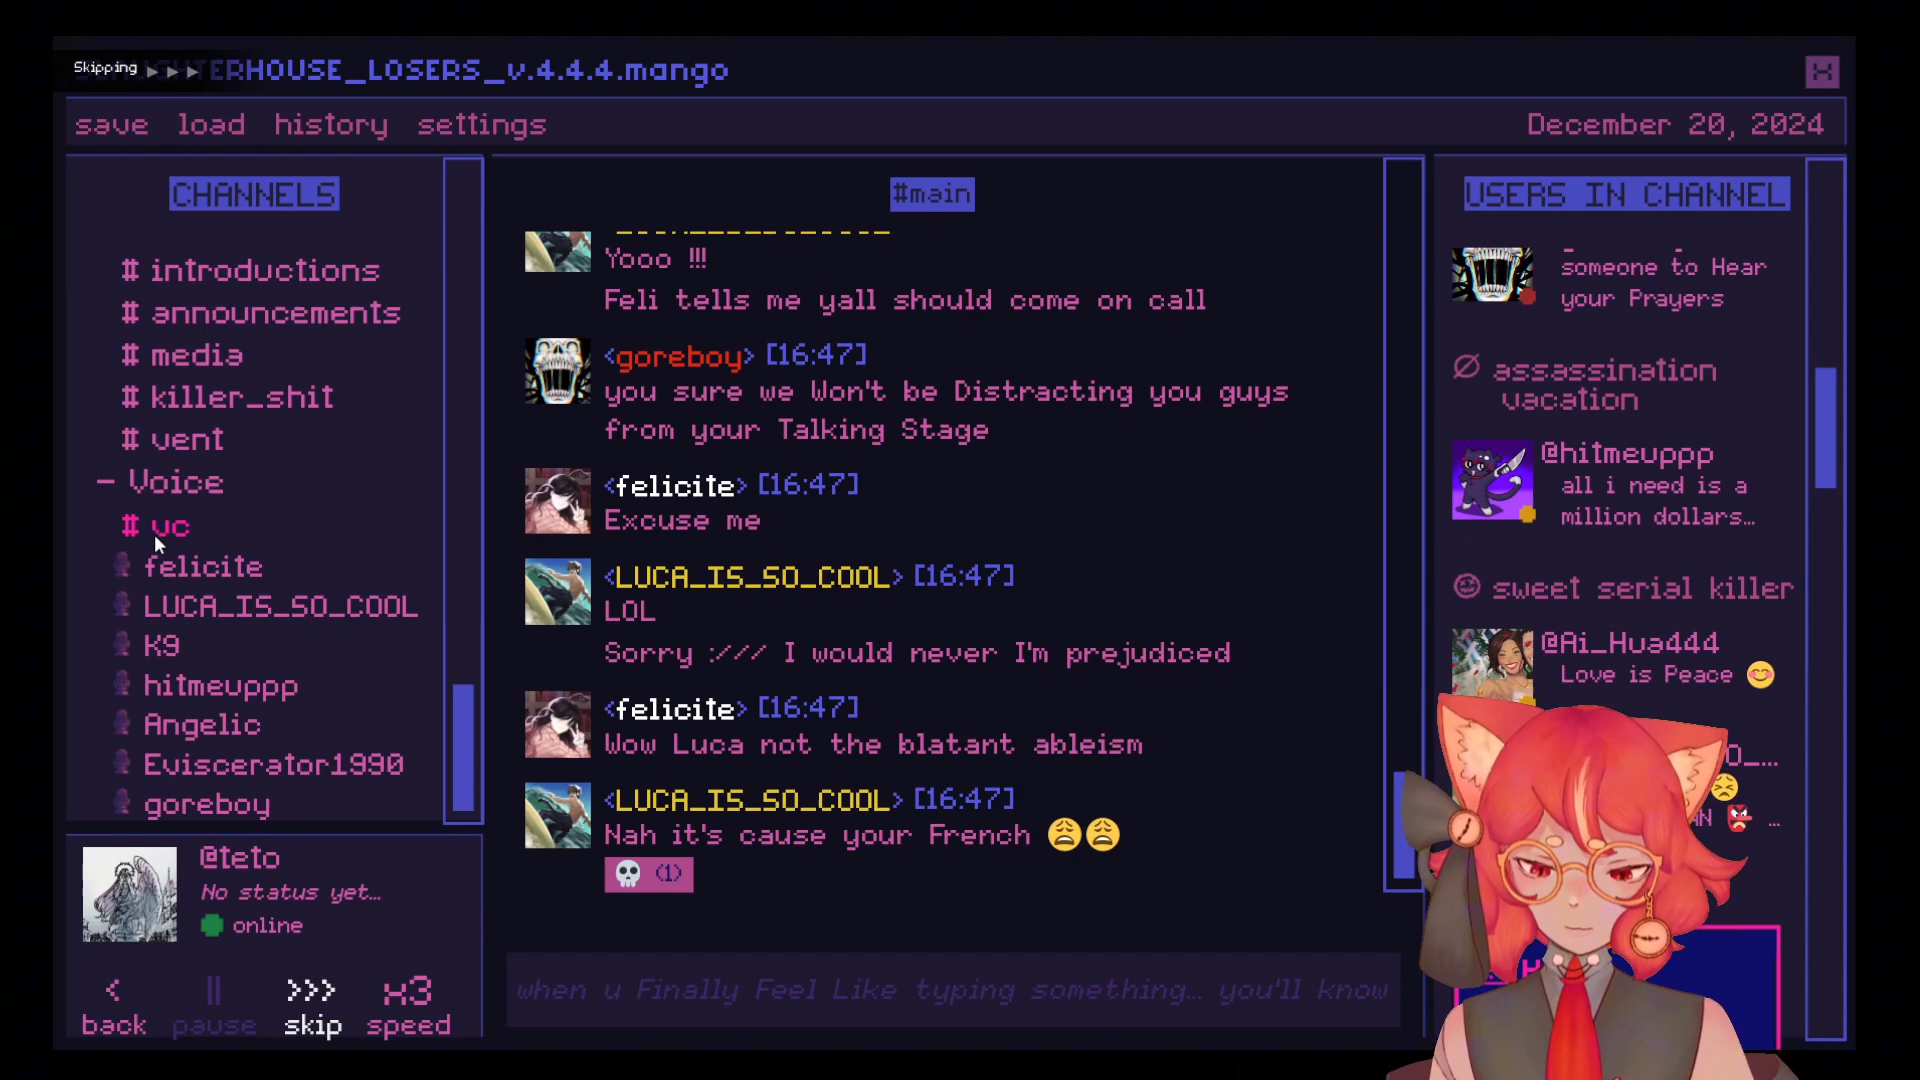 Skipping
ERHOUSE_LOSERS_v.4.4.4.mango
save load history settings
December 20, 2024
CHANNELS
# introductions
# announcements
# media
# killer_shit
# vent
- Voice
# vc
felicite
LUCA_IS_SO_COOL
K9
hitmeuppp
Angelic
Eviscerator1990
goreboy
@teto
No status yet…
online
< back
|| pause
>>> skip
x3 speed
#main
Yooo !!!
Feli tells me yall should come on call
<goreboy> [16:47]
you sure we Won't be Distracting you guys
from your Talking Stage
<felicite> [16:47]
Excuse me
<LUCA_IS_SO_COOL> [16:47]
LOL
Sorry :/// I would never I'm prejudiced
<felicite> [16:47]
Wow Luca not the blatant ableism
<LUCA_IS_SO_COOL> [16:47]
Nah it's cause your French 😩😩
💀 (1)
when u Finally Feel Like typing something… you'll know
USERS IN CHANNEL
someone to Hear
your Prayers
assassination
vacation
@hitmeuppp
all i need is a
million dollars…
sweet serial killer
@Ai_Hua444
Love is Peace 😊